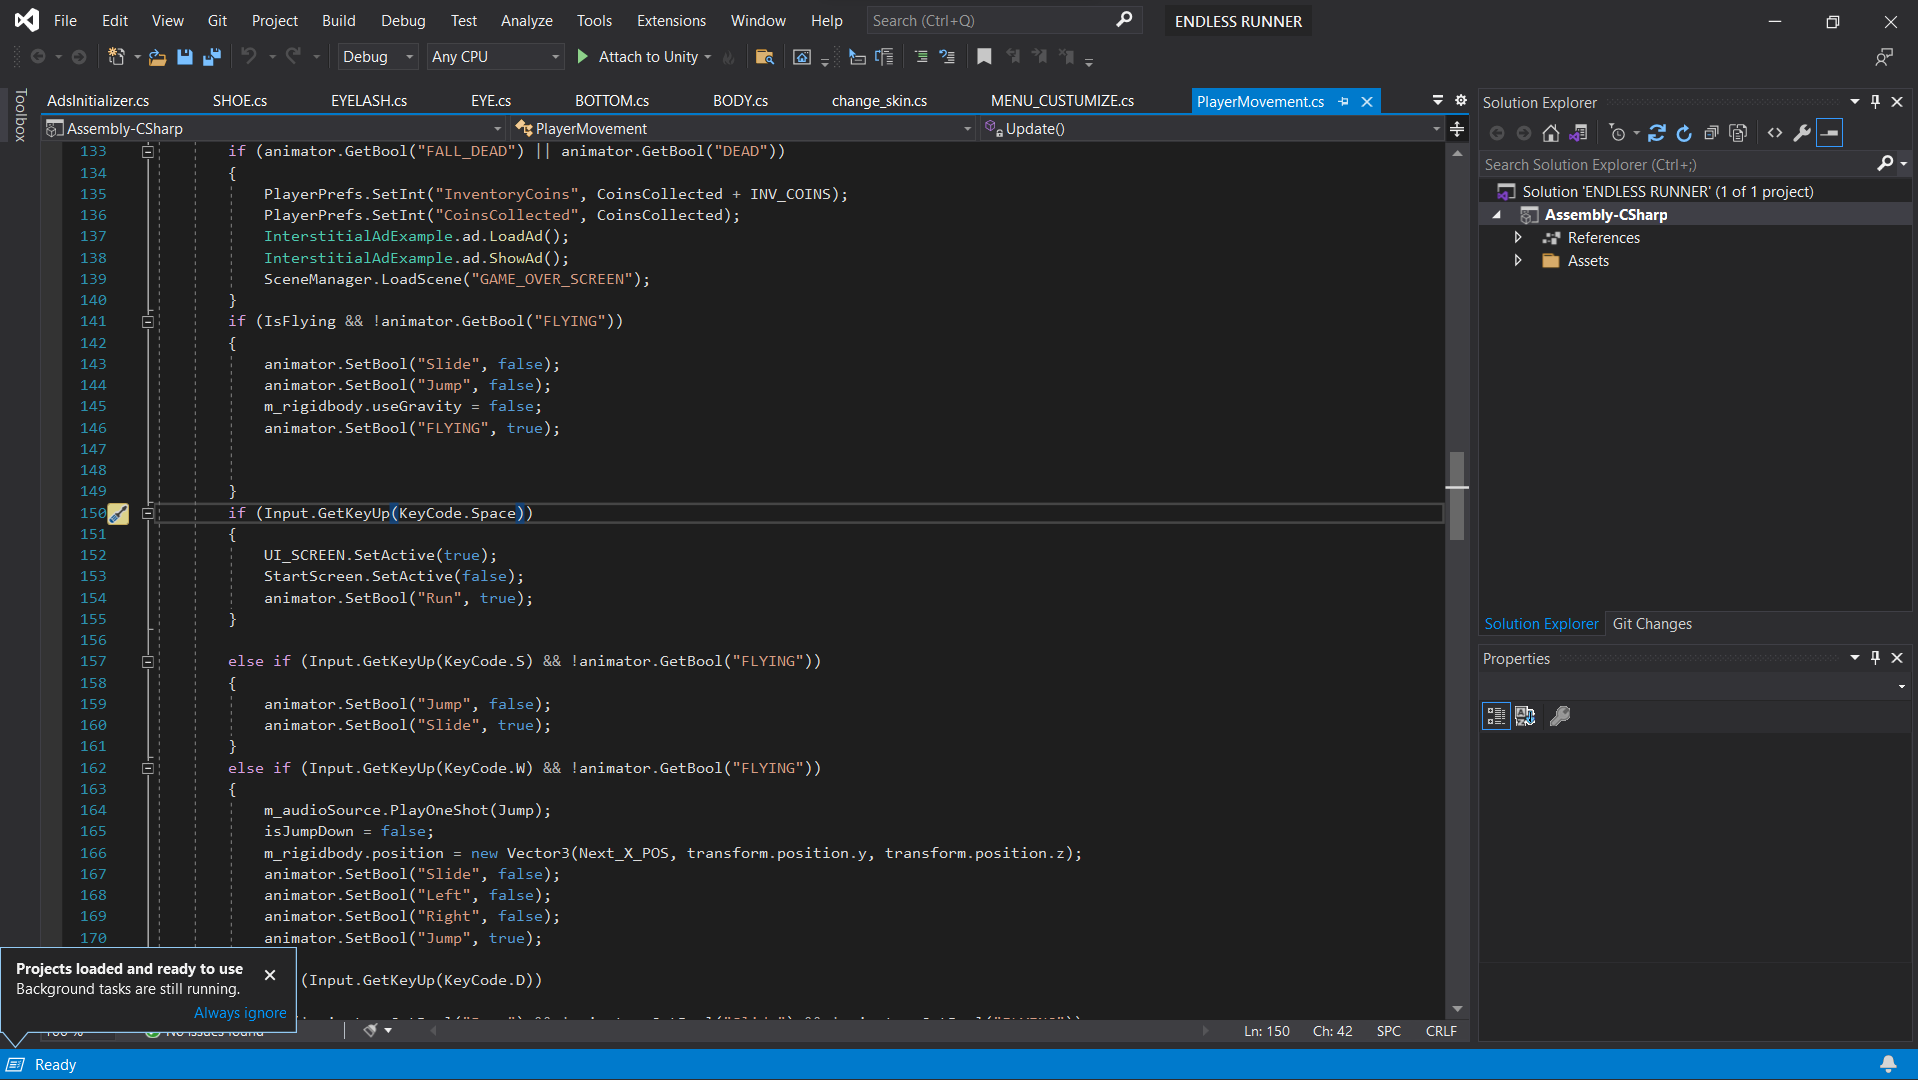 File Edit View Git Project Build Debug Test Analyze Tools Extensions Window Help Search (Ctrl+Q) ENDLESS RUNNER
Debug Any CPU Attach to Unity
Toolbox
AdsInitializer.cs SHOE.cs EYELASH.cs EYE.cs BOTTOM.cs BODY.cs change_skin.cs MENU_CUSTUMIZE.cs PlayerMovement.cs
Assembly-CSharp PlayerMovement Update()
133 if (animator.GetBool("FALL_DEAD") || animator.GetBool("DEAD"))
134 {
135 PlayerPrefs.SetInt("InventoryCoins", CoinsCollected + INV_COINS);
136 PlayerPrefs.SetInt("CoinsCollected", CoinsCollected);
137 InterstitialAdExample.ad.LoadAd();
138 InterstitialAdExample.ad.ShowAd();
139 SceneManager.LoadScene("GAME_OVER_SCREEN");
140 }
141 if (IsFlying && !animator.GetBool("FLYING"))
142 {
143 animator.SetBool("Slide", false);
144 animator.SetBool("Jump", false);
145 m_rigidbody.useGravity = false;
146 animator.SetBool("FLYING", true);
147
148
149 }
150 if (Input.GetKeyUp(KeyCode.Space))
151 {
152 UI_SCREEN.SetActive(true);
153 StartScreen.SetActive(false);
154 animator.SetBool("Run", true);
155 }
156
157 else if (Input.GetKeyUp(KeyCode.S) && !animator.GetBool("FLYING"))
158 {
159 animator.SetBool("Jump", false);
160 animator.SetBool("Slide", true);
161 }
162 else if (Input.GetKeyUp(KeyCode.W) && !animator.GetBool("FLYING"))
163 {
164 m_audioSource.PlayOneShot(Jump);
165 isJumpDown = false;
166 m_rigidbody.position = new Vector3(Next_X_POS, transform.position.y, transform.position.z);
167 animator.SetBool("Slide", false);
168 animator.SetBool("Left", false);
169 animator.SetBool("Right", false);
170 animator.SetBool("Jump", true);
(Input.GetKeyUp(KeyCode.D))
Projects loaded and ready to use
Background tasks are still running.
Always ignore
No issues found
Ln: 150 Ch: 42 SPC CRLF
Ready
Solution Explorer
Search Solution Explorer (Ctrl+;)
Solution 'ENDLESS RUNNER' (1 of 1 project)
Assembly-CSharp
References
Assets
Solution Explorer Git Changes
Properties